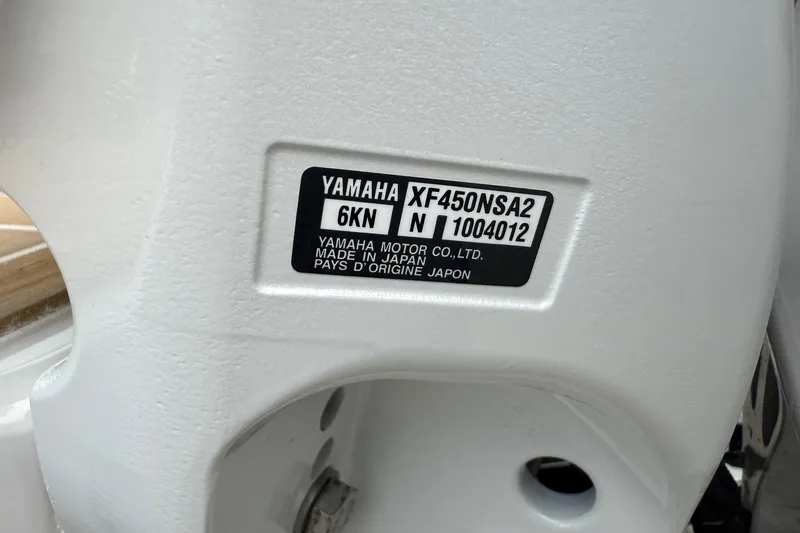 YAMAHA XF450NSA2
6KN N 1004012
YAMAHA MOTOR CO.,LTD.
MADE IN JAPAN
PAYS D'ORIGINE JAPON